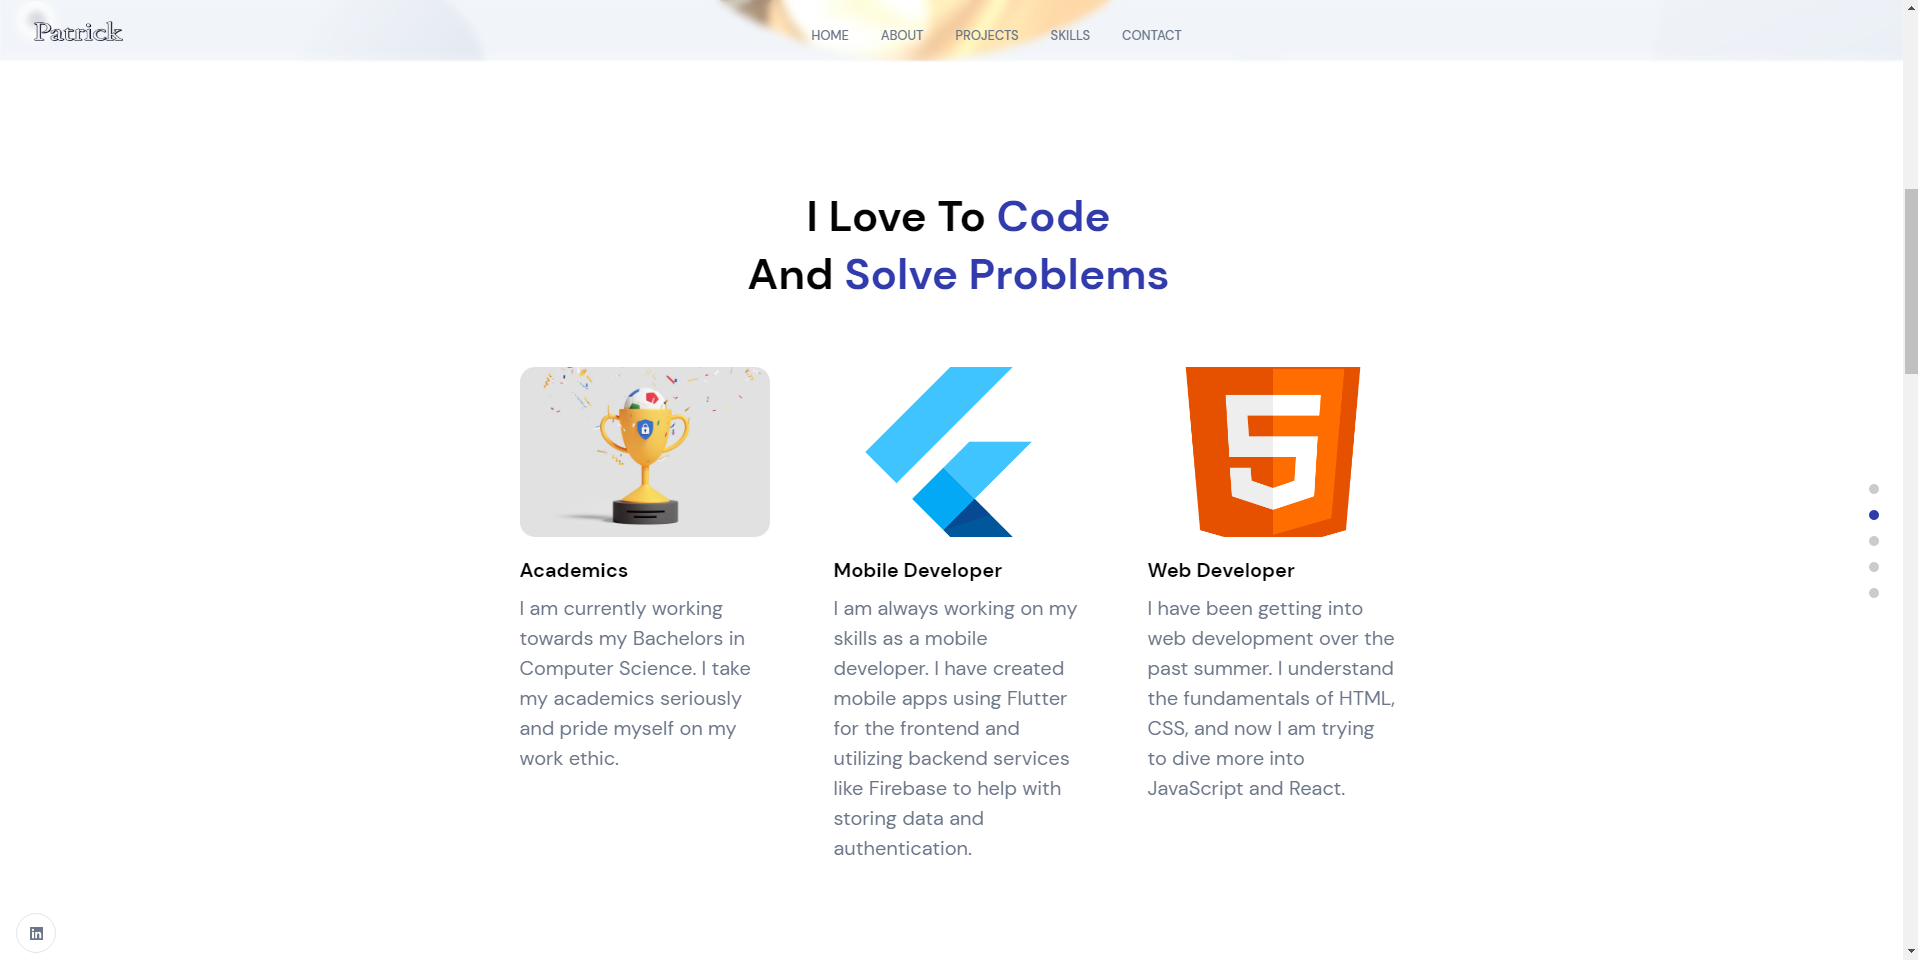 Patrick
HOME ABOUT PROJECTS SKILLS CONTACT
I Love To Code
And Solve Problems
Academics
I am currently working
towards my Bachelors in
Computer Science. I take
my academics seriously
and pride myself on my
work ethic.
Mobile Developer
I am always working on my
skills as a mobile
developer. I have created
mobile apps using Flutter
for the frontend and
utilizing backend services
like Firebase to help with
storing data and
authentication.
Web Developer
I have been getting into
web development over the
past summer. I understand
the fundamentals of HTML,
CSS, and now I am trying
to dive more into
JavaScript and React.
in